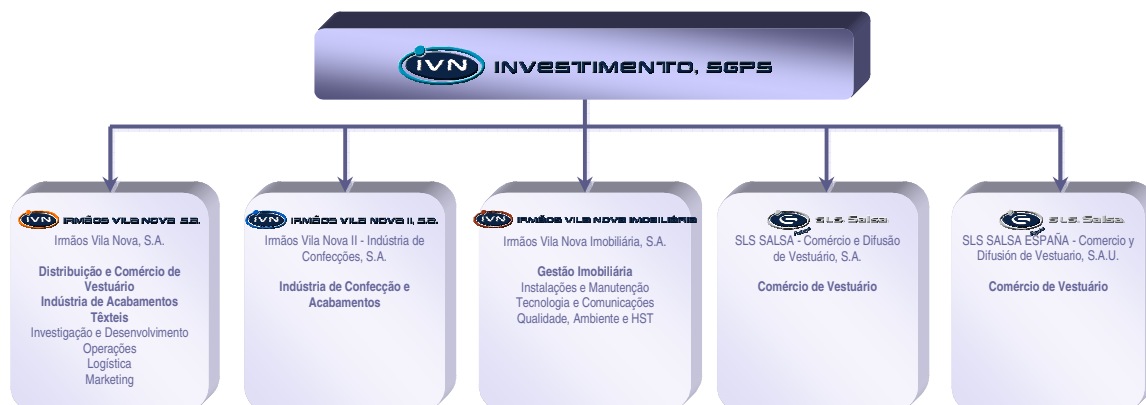 IVN INVESTIMENTO, SGPS
IVN IRMÃOS VILA NOVA S.A.
Irmãos Vila Nova, S.A.
Distribuição e Comércio de
Vestuário
Indústria de Acabamentos
Têxteis
Investigação e Desenvolvimento
Operações
Logística
Marketing
IVN IRMÃOS VILA NOVA II, S.A.
Irmãos Vila Nova II - Indústria de
Confecções, S.A.
Indústria de Confecção e
Acabamentos
IVN IRMÃOS VILA NOVA IMOBILIÁRIA
Irmãos Vila Nova Imobiliária, S.A.
Gestão Imobiliária
Instalações e Manutenção
Tecnologia e Comunicações
Qualidade, Ambiente e HST
S.L.S. Salsa
SLS SALSA - Comércio e Difusão
de Vestuário, S.A.
Comércio de Vestuário
S.L.S. Salsa
SLS SALSA ESPAÑA - Comercio y
Difusión de Vestuario, S.A.U.
Comércio de Vestuário